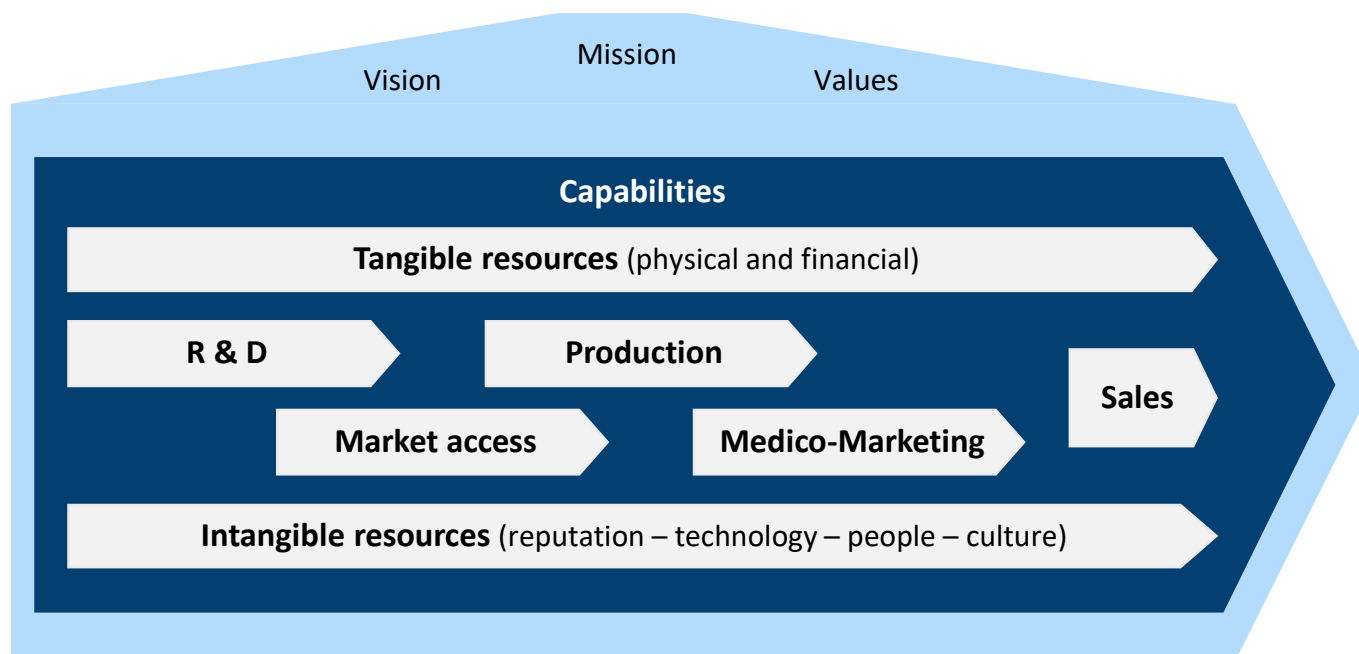 Mission
Vision
Values
Capabilities
Tangible resources (physical and financial)
R & D
Production
Sales
Market access
Medico-Marketing
Intangible resources (reputation – technology – people – culture)